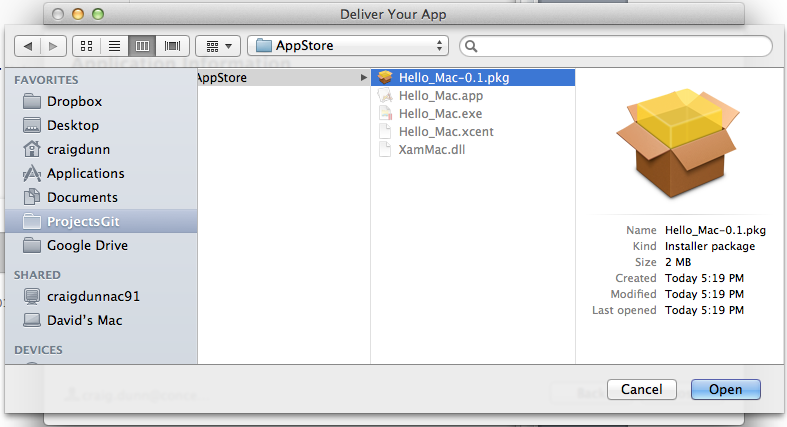 Deliver Your App
AppStore
Application Information
FAVORITES
Dropbox
Desktop
craigdunn
Applications
Documents
ProjectsGit
Google Drive
SHARED
craigdunnac91
David's Mac
DEVICES
AppStore
Hello_Mac-0.1.pkg
Hello_Mac.app
Hello_Mac.exe
Hello_Mac.xcent
XamMac.dll
Name Hello_Mac-0.1.pkg
Kind Installer package
Size 2 MB
Created Today 5:19 PM
Modified Today 5:19 PM
Last opened Today 5:19 PM
Cancel
Open